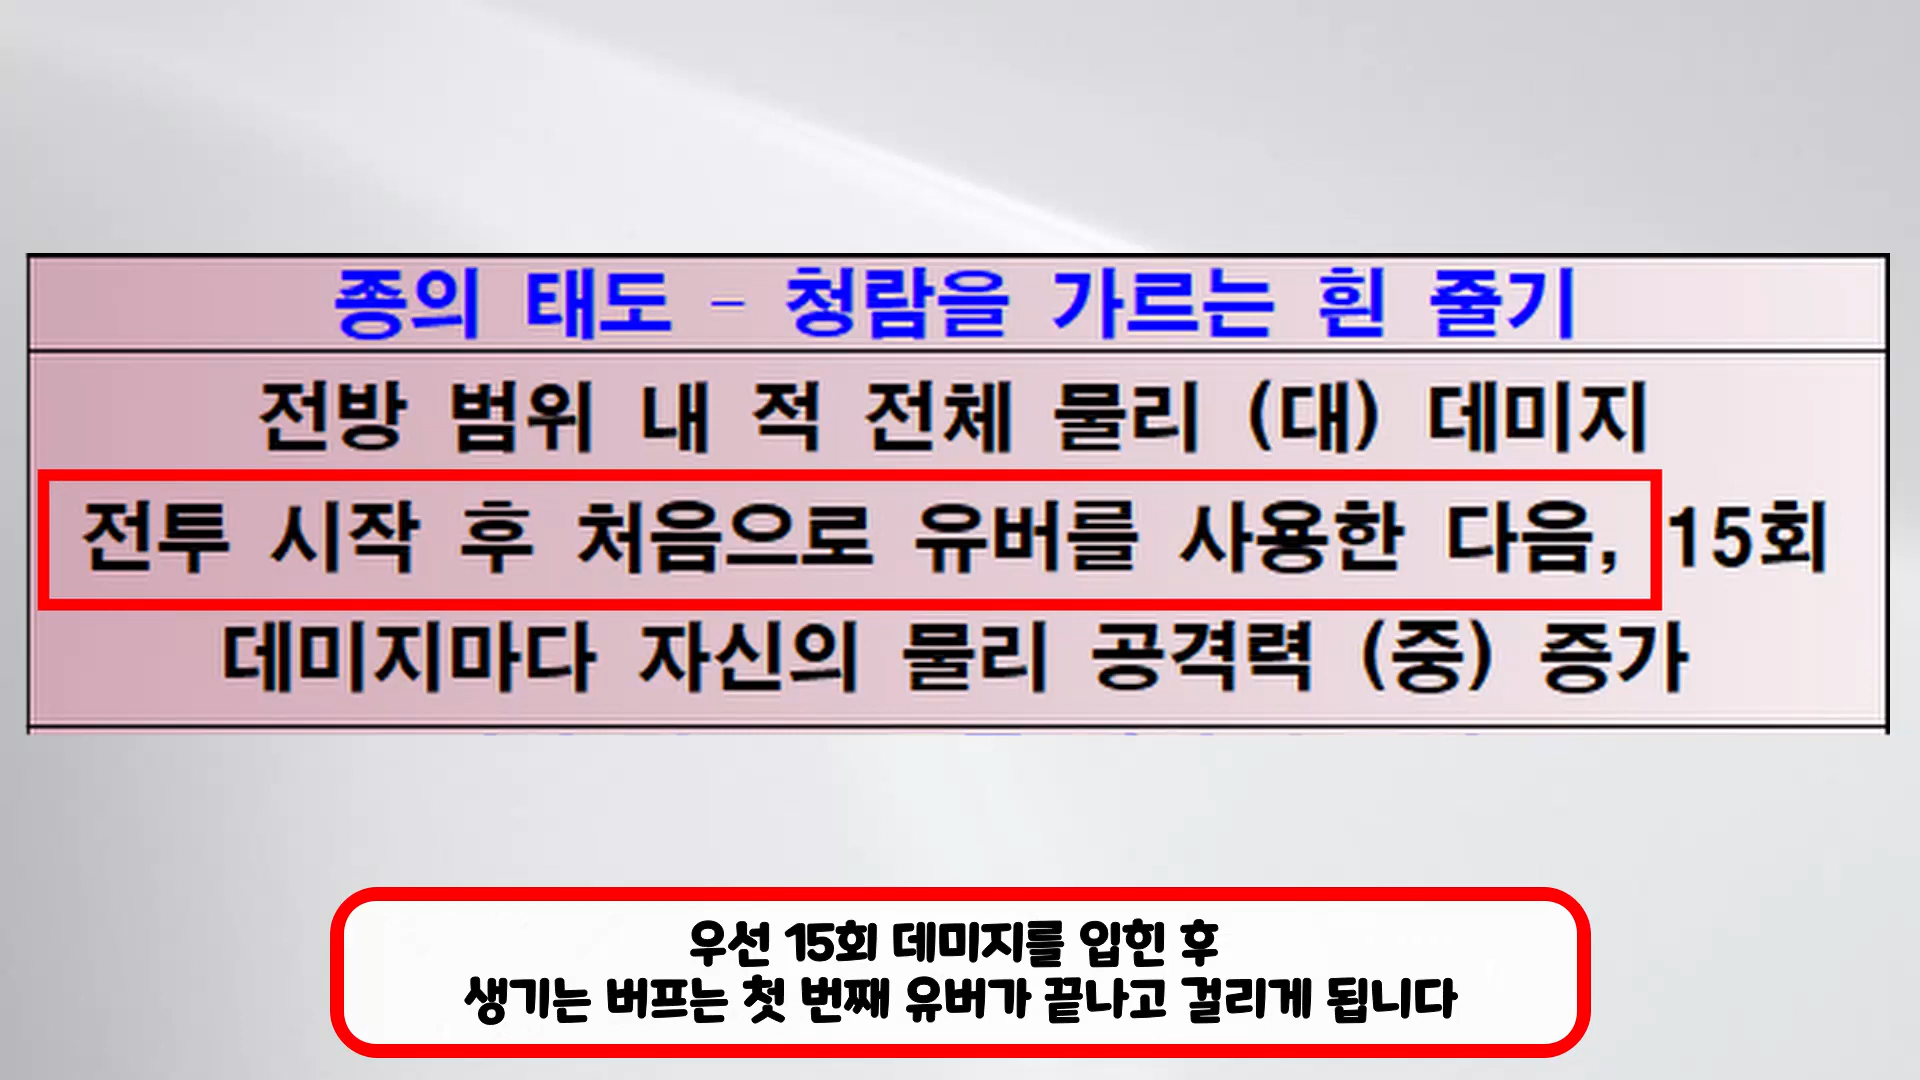 종의 태도 - 청람을 가르는 흰 줄기
전방 범위 내 적 전체 물리 (대) 데미지
전투 시작 후 처음으로 유버를 사용한 다음, 15회
데미지마다 자신의 물리 공격력 (중) 증가
우선 15회 데미지를 입힌 후
생기는 버프는 첫 번째 유버가 끝나고 걸리게 됩니다